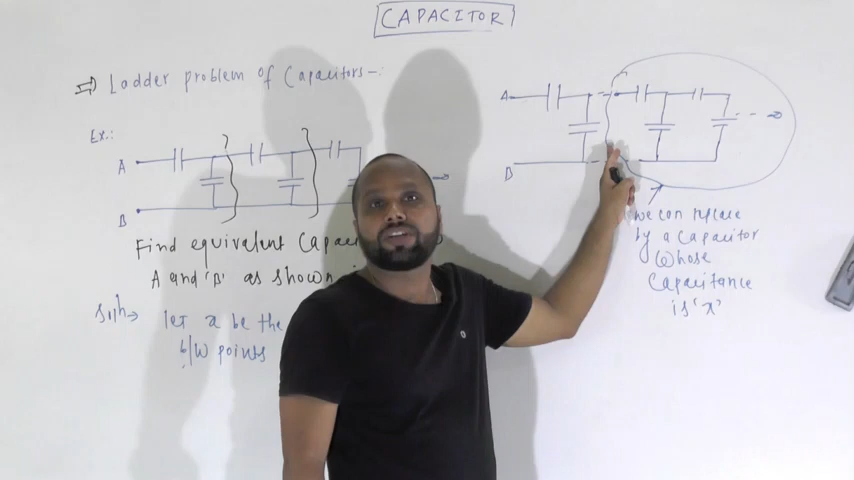 CAPACITOR
=> Ladder problem of Capacitors-:
Ex.:
A
B
∞
Find equivalent
A and 'B' as shown
Soln→ let x be the
b/w points
A
B
∞
we can replace
by a capacitor
whose
capacitance
is 'x'